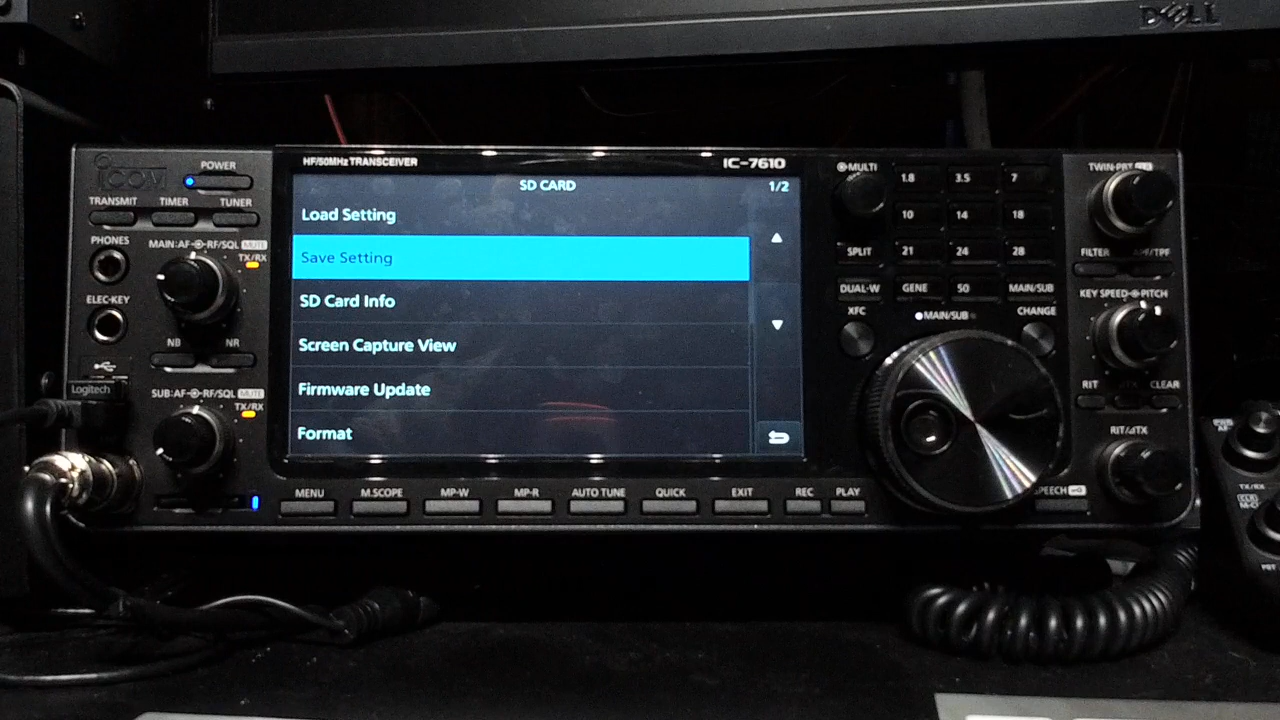 DELL
HF/50MHz TRANSCEIVER
IC-7610
ICOM
POWER
TRANSMIT TIMER TUNER
PHONES
MAIN:AF RF/SQL MUTE
TX/RX
ELEC-KEY
NB NR
Logitech
SUB:AF RF/SQL MUTE
TX/RX
SD CARD 1/2
Load Setting
Save Setting
SD Card Info
Screen Capture View
Firmware Update
Format
MENU M.SCOPE MP-W MP-R AUTO TUNE QUICK EXIT REC PLAY
MULTI
1.8 3.5 7
10 14 18
SPLIT 21 24 28
DUAL-W GENE 50 MAIN/SUB
XFC MAIN/SUB CHANGE
SPEECH
TWIN-PBT
FILTER
KEY SPEED PITCH
RIT CLEAR
RIT/ΔTX
TX/RX